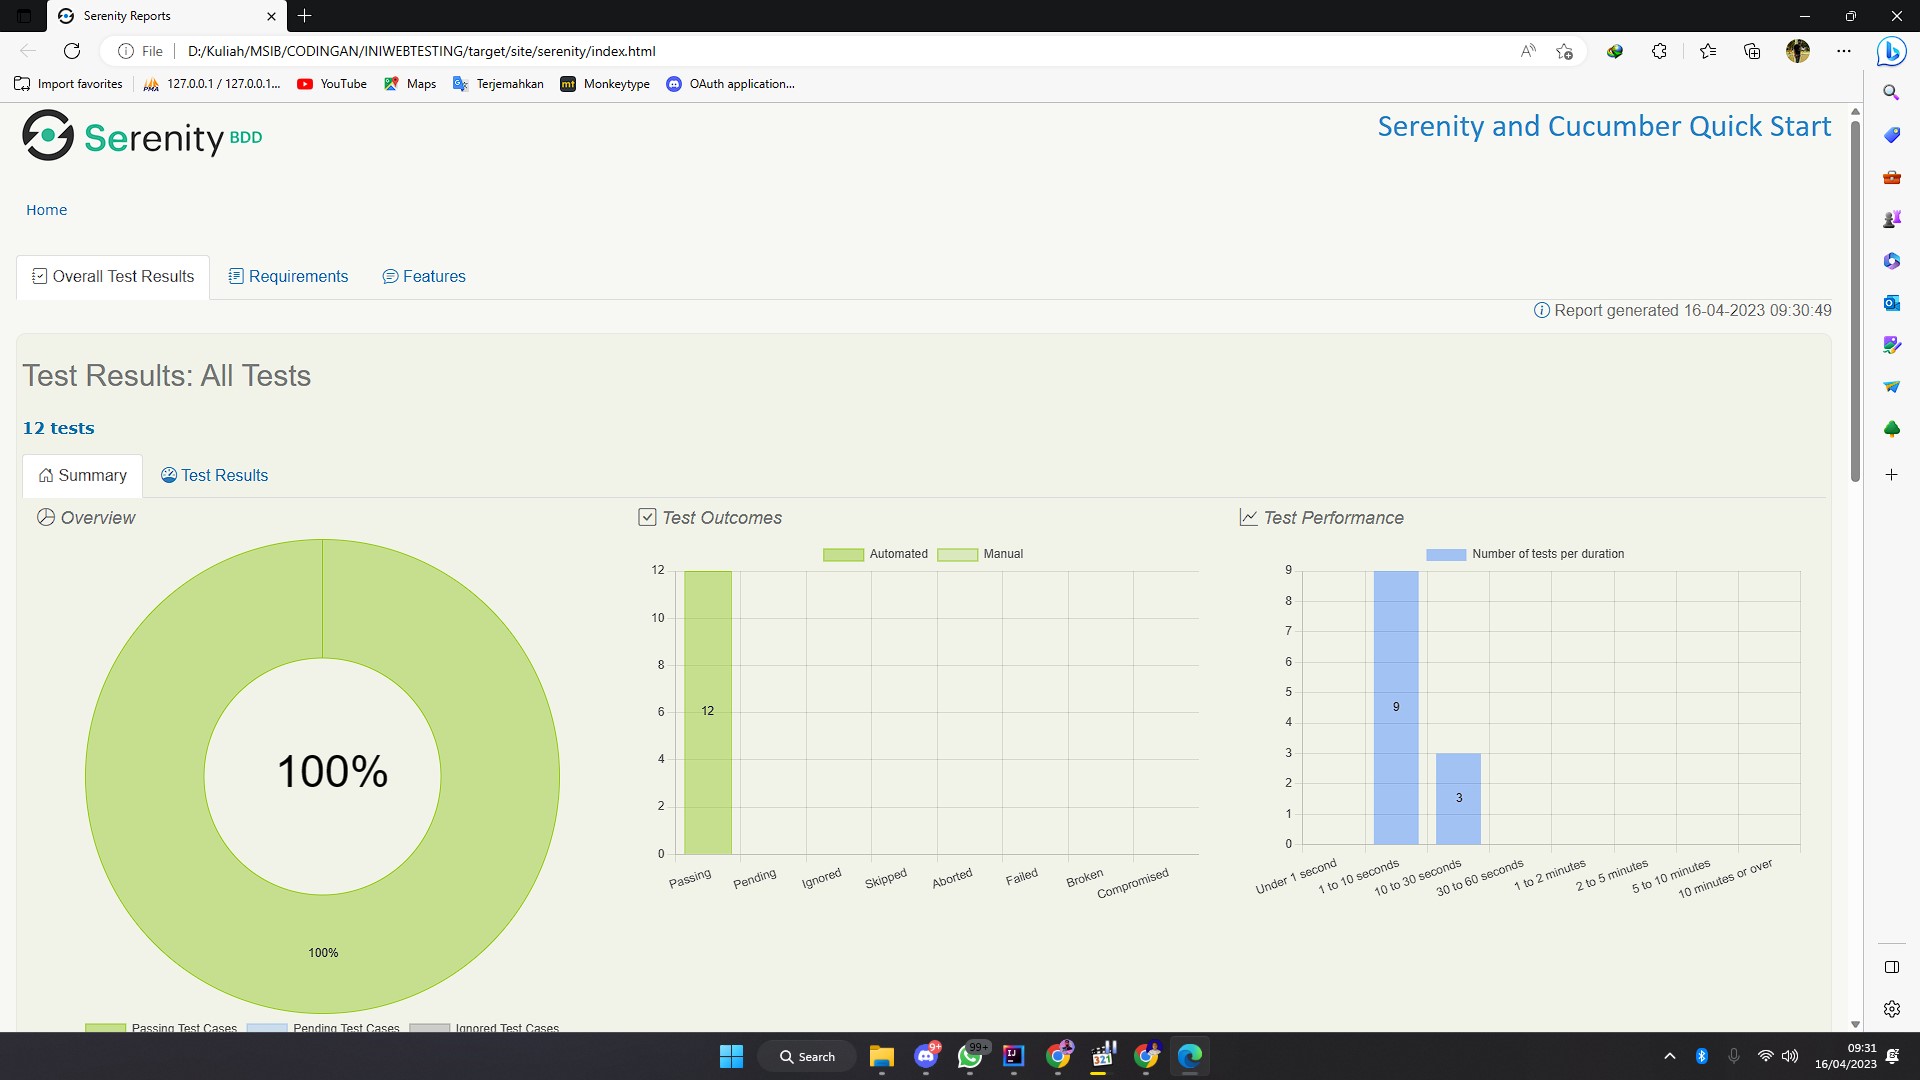 Serenity Reports
File
D:/Kuliah/MSIB/CODINGAN/INIWEBTESTING/target/site/serenity/index.html
Import favorites
127.0.0.1 / 127.0.0.1...
YouTube
Maps
Terjemahkan
mt Monkeytype
OAuth application...
Serenity BDD
Serenity and Cucumber Quick Start
Home
Overall Test Results
Requirements
Features
Report generated 16-04-2023 09:30:49
Test Results: All Tests
12 tests
Summary
Test Results
Overview
100%
100%
Passing Test Cases
Pending Test Cases
Ignored Test Cases
Test Outcomes
Automated
Manual
12
10
8
6
4
2
0
12
Passing
Pending
Ignored
Skipped
Aborted
Failed
Broken
Compromised
Test Performance
Number of tests per duration
9
8
7
6
5
4
3
2
1
0
9
3
Under 1 second
1 to 10 seconds
10 to 30 seconds
30 to 60 seconds
1 to 2 minutes
2 to 5 minutes
5 to 10 minutes
10 minutes or over
Search
9+
99+
IJ
321
09:31
16/04/2023